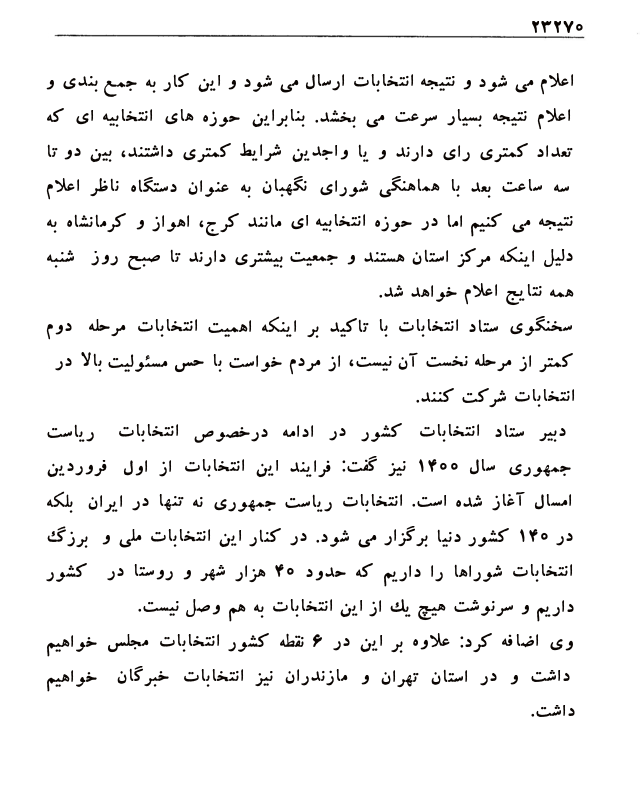 ۲۳۲۷۰
اعلام می شود و نتیجه انتخابات ارسال می شود و این کار به جمع بندی و
اعلام نتیجه بسیار سرعت می بخشد. بنابراین حوزه های انتخابیه ای که
تعداد کمتری رای دارند و یا واجدین شرایط کمتری داشتند، بین دو تا
سه ساعت بعد با هماهنگی شورای نگهبان به عنوان دستگاه ناظر اعلام
نتیجه می کنیم اما در حوزه انتخابیه ای مانند کرج، اهواز و کرمانشاه به
دلیل اینکه مرکز استان هستند و جمعیت بیشتری دارند تا صبح روز شنبه
همه نتایج اعلام خواهد شد.
سخنگوی ستاد انتخابات با تاکید بر اینکه اهمیت انتخابات مرحله دوم
کمتر از مرحله نخست آن نیست، از مردم خواست با حس مسئولیت بالا در
انتخابات شرکت کنند.
دبیر ستاد انتخابات کشور در ادامه درخصوص انتخابات ریاست
جمهوری سال ۱۴۰۰ نیز گفت: فرایند این انتخابات از اول فروردین
امسال آغاز شده است. انتخابات ریاست جمهوری نه تنها در ایران بلکه
در ۱۴۰ کشور دنیا برگزار می شود. در کنار این انتخابات ملی و برزگ
انتخابات شوراها را داریم که حدود ۴۰ هزار شهر و روستا در کشور
داریم و سرنوشت هیچ یك از این انتخابات به هم وصل نیست.
وی اضافه کرد: علاوه بر این در ۶ نقطه کشور انتخابات مجلس خواهیم
داشت و در استان تهران و مازندران نیز انتخابات خبرگان خواهیم
داشت.